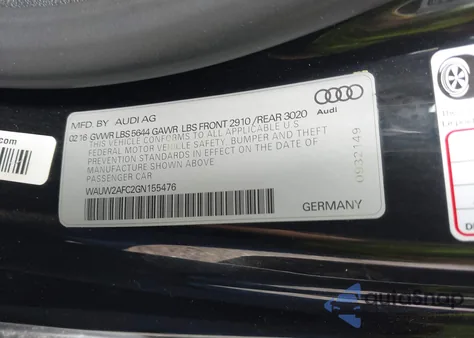 MFD. BY AUDI AG
Audi
0216 GVWR LBS 5644 GAWR LBS FRONT 2910 /REAR 3020
THIS VEHICLE CONFORMS TO ALL APPLICABLE U.S.
FEDERAL MOTOR VEHICLE SAFETY, BUMPER, AND THEFT
PREVENTION STANDARDS IN EFFECT ON THE DATE OF
MANUFACTURE SHOWN ABOVE.
PASSENGER CAR
0932149
WAUW2AFC2GN155476
GERMANY
.com
autoSnap